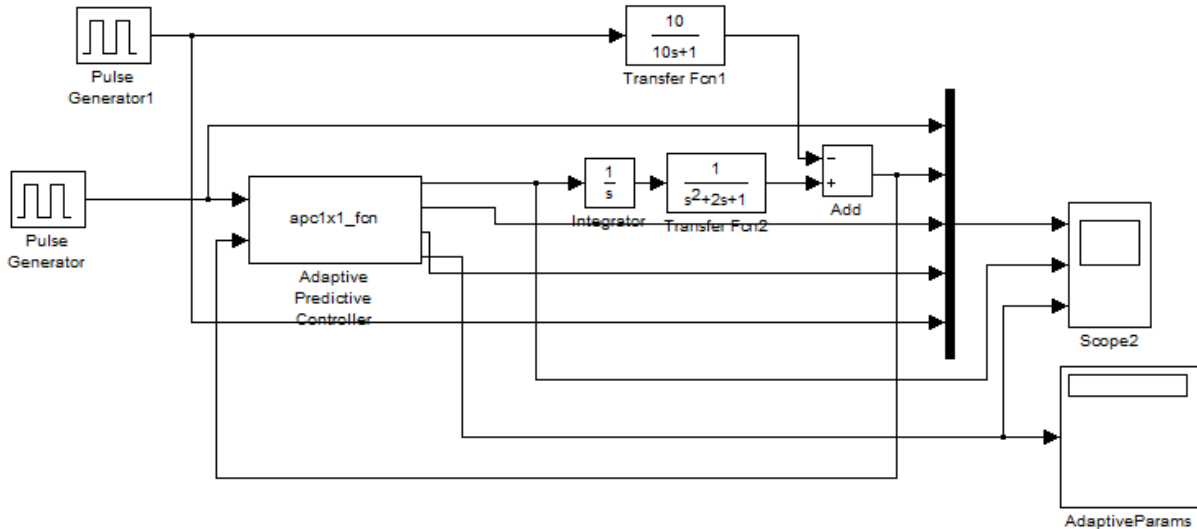 10
10s+1
Transfer Fcn1
Pulse
Generator1
−
+
Add
1
s
Integrator
1
s²+2s+1
Transfer Fcn2
apc1x1_fcn
Adaptive
Predictive
Controller
Pulse
Generator
Scope2
AdaptiveParams